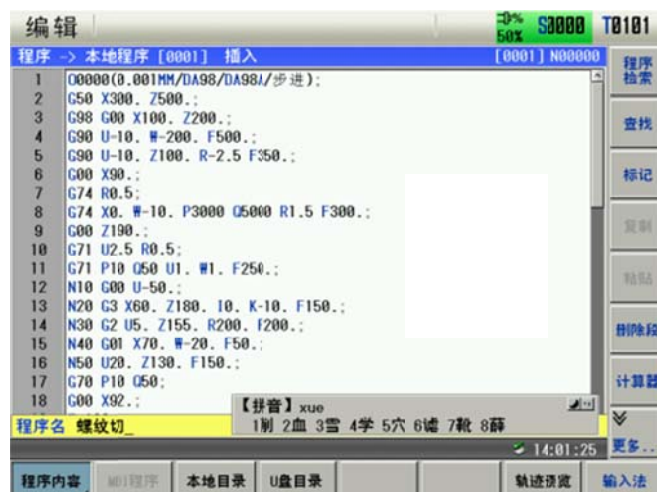 编辑
50% S0000 T0101
程序 -> 本地程序 [0001] 插入 [0001] N00000
1 O0000(0.001MM/DA98/DA98A/步进);
2 G50 X300. Z500.;
3 G98 G00 X100. Z200.;
4 G90 U-10. W-200. F500.;
5 G90 U-10. Z100. R-2.5 F350.;
6 G00 X90.;
7 G74 R0.5;
8 G74 X0. W-10. P3000 Q5000 R1.5 F300.;
9 G00 Z190.;
10 G71 U2.5 R0.5;
11 G71 P10 Q50 U1. W1. F250.;
12 N10 G00 U-50.;
13 N20 G3 X60. Z180. I0. K-10. F150.;
14 N30 G2 U5. Z155. R200. F200.;
15 N40 G01 X70. W-20. F50.;
16 N50 U20. Z130. F150.;
17 G70 P10 Q50;
18 G00 X92.;
程序名 螺纹切_
【拼音】xue
1削 2血 3雪 4学 5穴 6谑 7靴 8薛
14:01:25
程序检索
查找
标记
复制
粘贴
删除段
计算器
更多..
程序内容 MDI程序 本地目录 U盘目录 轨迹预览 输入法